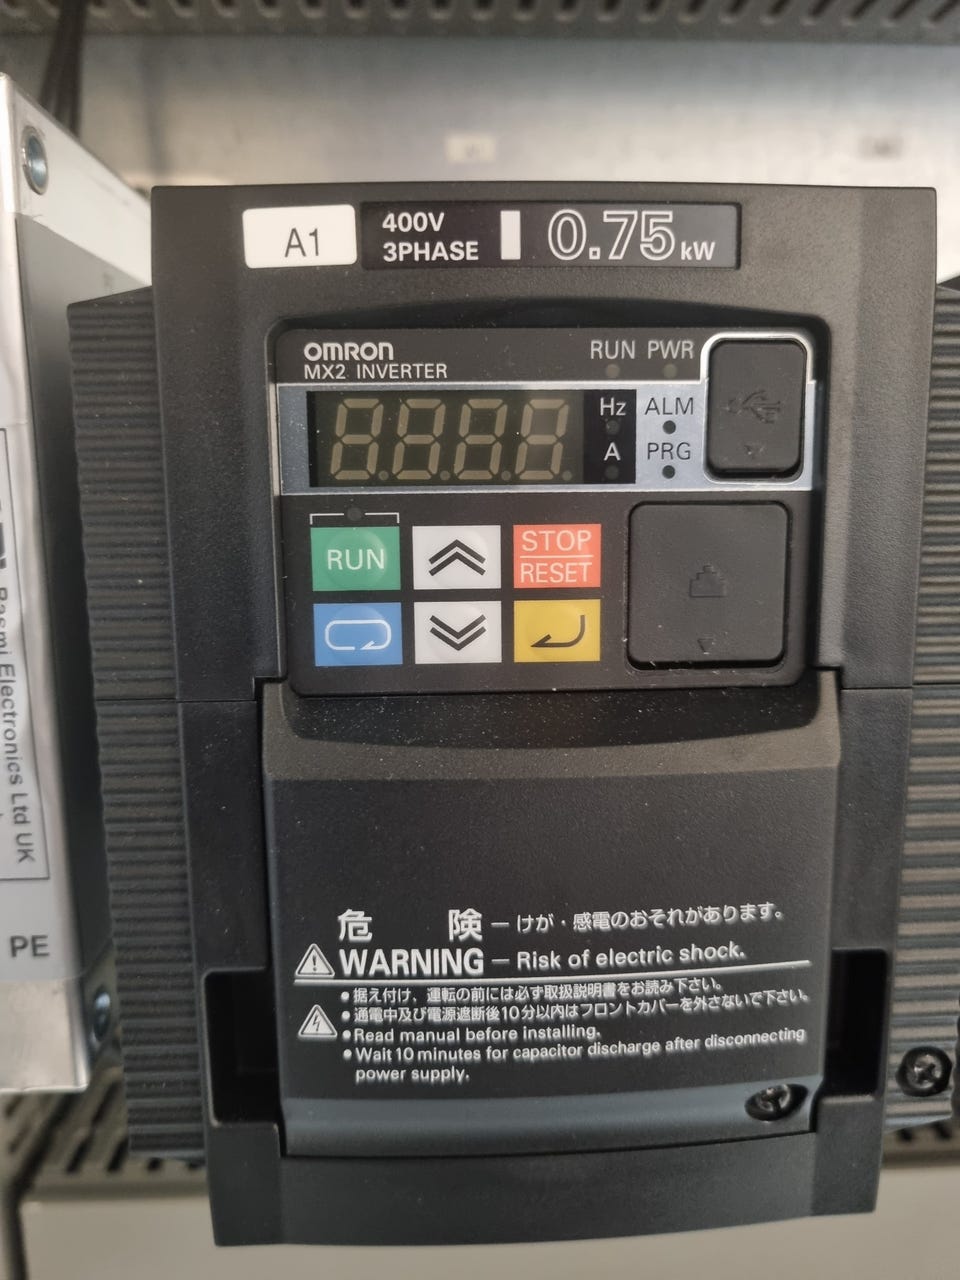 A1
400V
3PHASE
0.75 kW
OMRON
MX2 INVERTER
RUN PWR
Hz
ALM
A
PRG
RUN
STOP
RESET
危険 — けが・感電のおそれがあります。
WARNING — Risk of electric shock.
• 据え付け、運転の前には必ず取扱説明書をお読み下さい。
• 通電中及び電源遮断後10分以内はフロントカバーを外さないで下さい。
• Read manual before installing.
• Wait 10 minutes for capacitor discharge after disconnecting
power supply.
Rasmi Electronics Ltd UK
PE